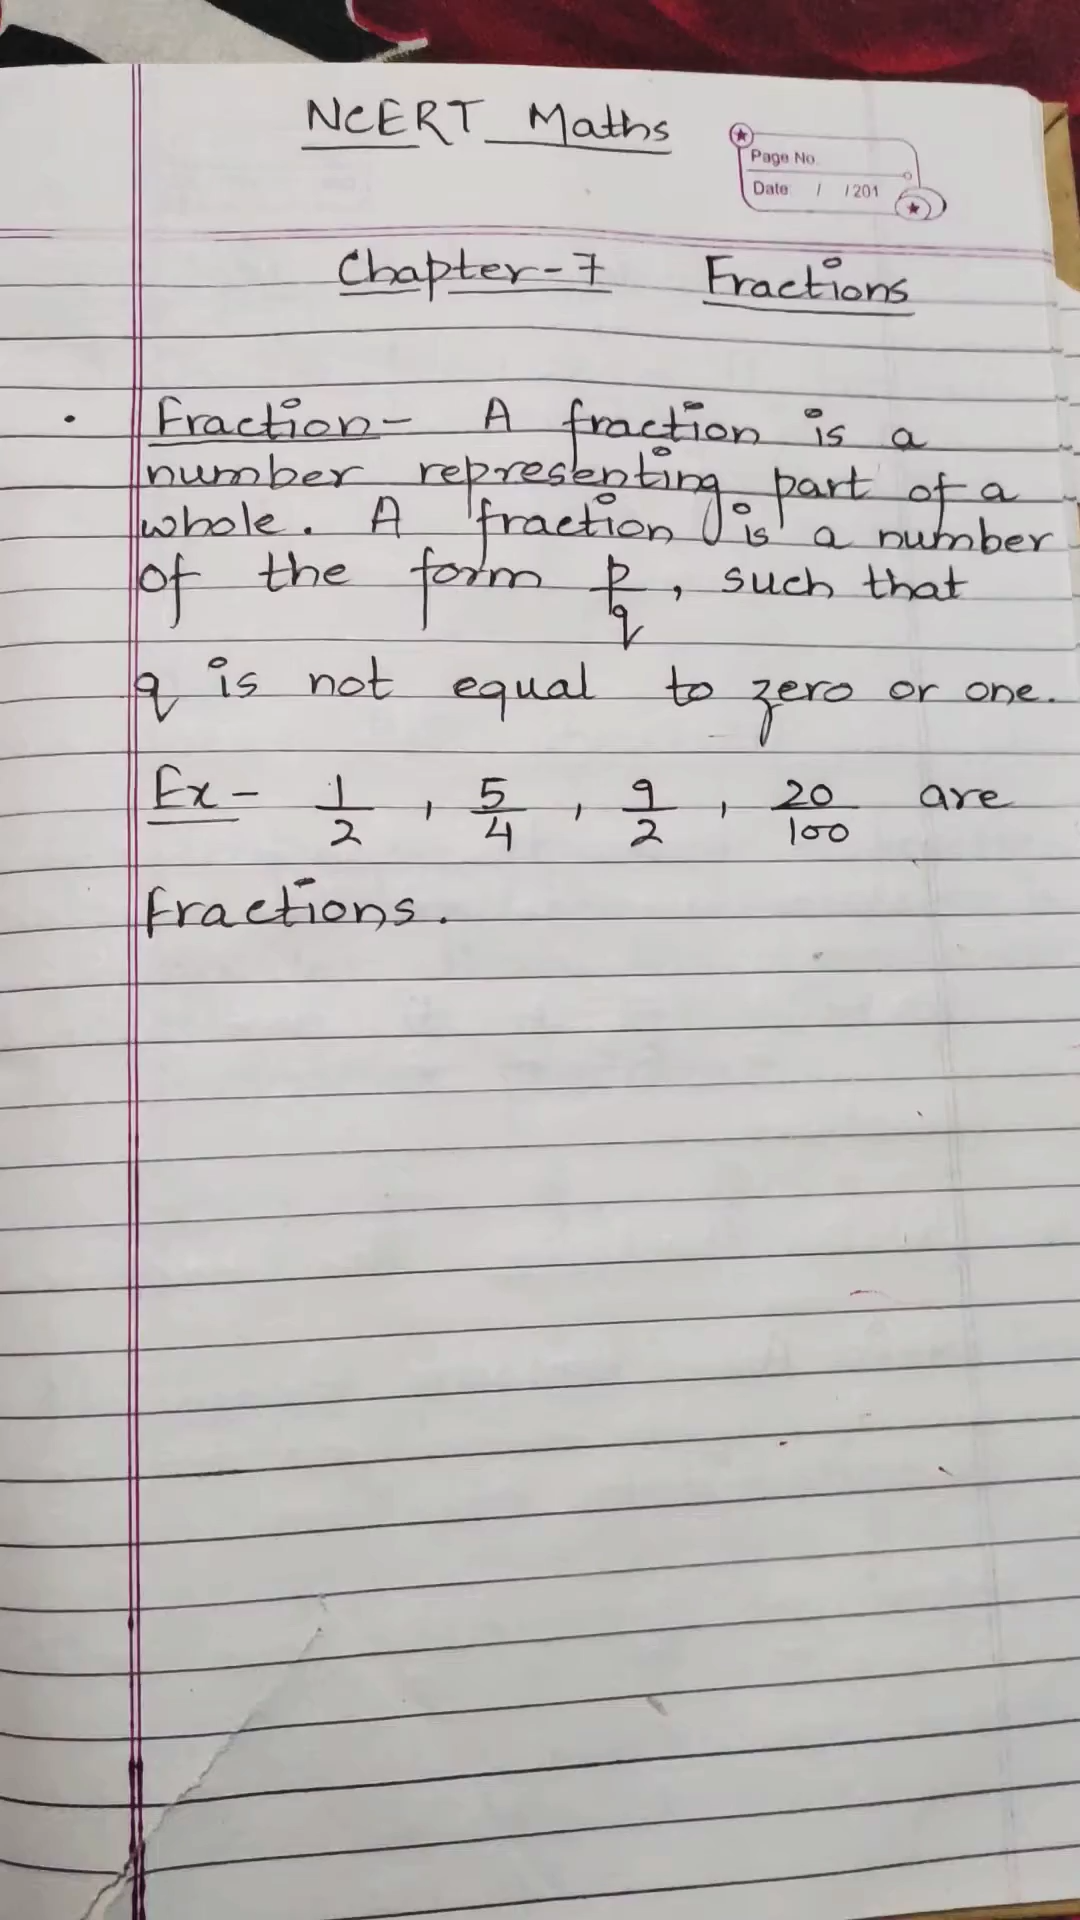 NCERT Maths
Page No.
Date / /201
Chapter-7 Fractions
Fraction- A fraction is a
number representing part of a
whole. A fraction is a number
of the form p/q, such that
q is not equal to zero or one.
Ex- 1/2, 5/4, 9/2, 20/100 are
fractions.